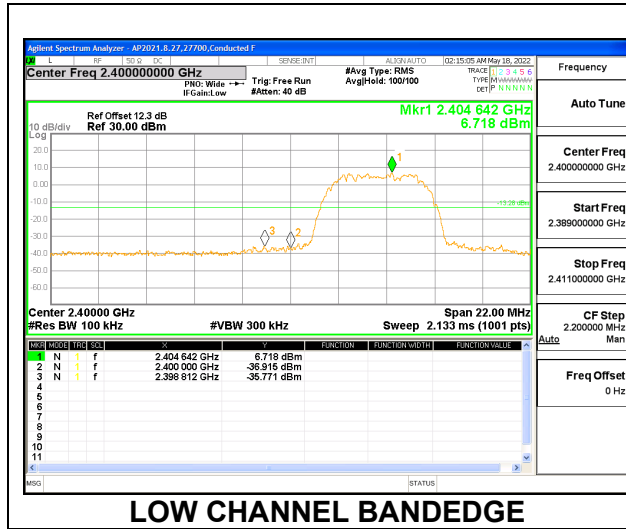 Agilent Spectrum Analyzer - AP2021.8.27,27700,Conducted F
L RF 50 Ω DC SENSE:INT ALIGN AUTO 02:15:05 AM May 18, 2022
Center Freq 2.400000000 GHz #Avg Type: RMS TRACE 1 2 3 4 5 6
PNO: Wide Trig: Free Run Avg|Hold: 100/100 TYPE M
IFGain:Low #Atten: 40 dB DET P N N N N N
Frequency
Auto Tune
Ref Offset 12.3 dB Mkr1 2.404 642 GHz
10 dB/div Ref 30.00 dBm 6.718 dBm
Log
20.0
10.0
0.00
-10.0
-20.0
-30.0
-40.0
-50.0
-60.0
1
2
3
-13.28 dBm
Center Freq
2.400000000 GHz
Start Freq
2.389000000 GHz
Stop Freq
2.411000000 GHz
CF Step
2.200000 MHz
Auto Man
Freq Offset
0 Hz
Center 2.40000 GHz Span 22.00 MHz
#Res BW 100 kHz #VBW 300 kHz Sweep 2.133 ms (1001 pts)
MKR MODE TRC SCL X Y FUNCTION FUNCTION WIDTH FUNCTION VALUE
1 N 1 f 2.404 642 GHz 6.718 dBm
2 N 1 f 2.400 000 GHz -36.915 dBm
3 N 1 f 2.398 812 GHz -35.771 dBm
4
5
6
7
8
9
10
11
MSG STATUS
LOW CHANNEL BANDEDGE